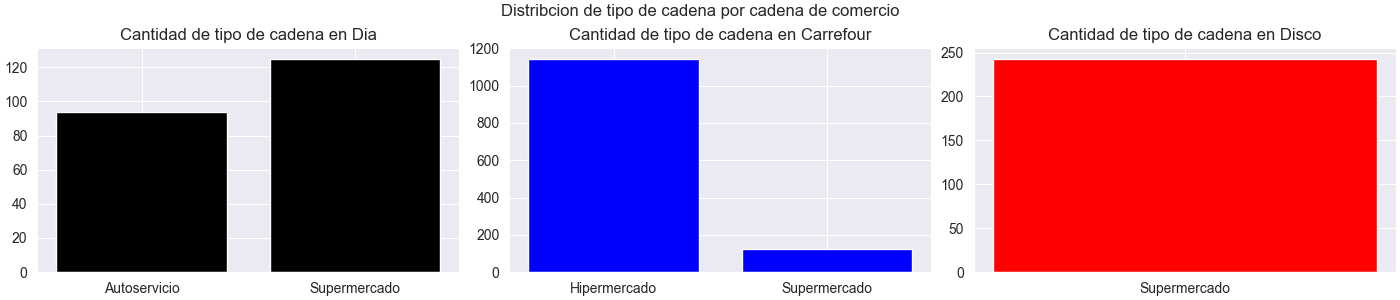 Distribcion de tipo de cadena por cadena de comercio
Cantidad de tipo de cadena en Dia
120
100
80
60
40
20
0
Autoservicio Supermercado
Cantidad de tipo de cadena en Carrefour
1200
1000
800
600
400
200
0
Hipermercado Supermercado
Cantidad de tipo de cadena en Disco
250
200
150
100
50
0
Supermercado